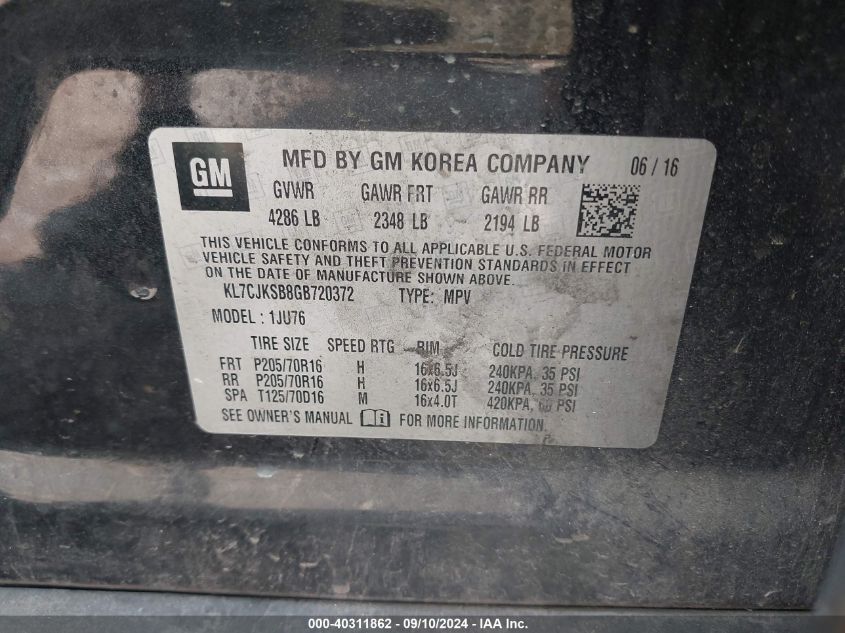 GM MFD BY GM KOREA COMPANY 06 / 16
GVWR GAWR FRT GAWR RR
4286 LB 2348 LB 2194 LB
THIS VEHICLE CONFORMS TO ALL APPLICABLE U.S. FEDERAL MOTOR
VEHICLE SAFETY AND THEFT PREVENTION STANDARDS IN EFFECT
ON THE DATE OF MANUFACTURE SHOWN ABOVE.
KL7CJKSB8GB720372 TYPE: MPV
MODEL : 1JU76
TIRE SIZE SPEED RTG RIM COLD TIRE PRESSURE
FRT P205/70R16 H 16x6.5J 240KPA, 35 PSI
RR P205/70R16 H 16x6.5J 240KPA, 35 PSI
SPA T125/70D16 M 16x4.0T 420KPA, PSI
SEE OWNER'S MANUAL FOR MORE INFORMATION.
000-40311862 - 09/10/2024 - IAAI Inc.